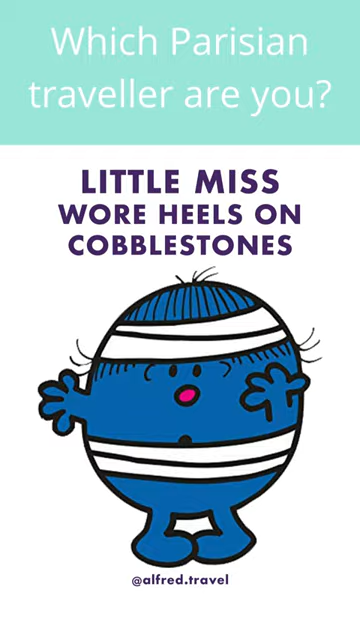 Which Parisian
traveller are you?
LITTLE MISS
WORE HEELS ON
COBBLESTONES
@alfred.travel